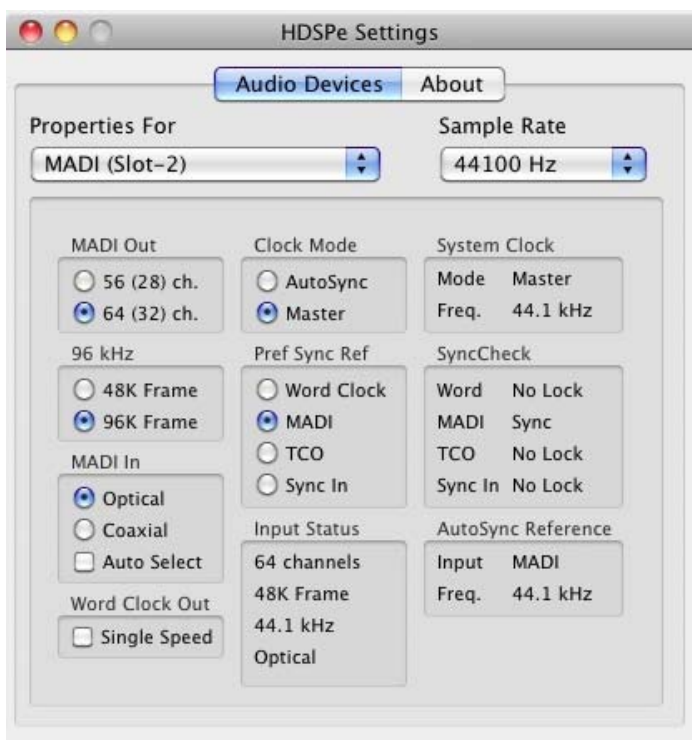 HDSPe Settings
Audio Devices About
Properties For
MADI (Slot-2)
Sample Rate
44100 Hz
MADI Out
56 (28) ch.
64 (32) ch.
96 kHz
48K Frame
96K Frame
MADI In
Optical
Coaxial
Auto Select
Word Clock Out
Single Speed
Clock Mode
AutoSync
Master
Pref Sync Ref
Word Clock
MADI
TCO
Sync In
Input Status
64 channels
48K Frame
44.1 kHz
Optical
System Clock
Mode Master
Freq. 44.1 kHz
SyncCheck
Word No Lock
MADI Sync
TCO No Lock
Sync In No Lock
AutoSync Reference
Input MADI
Freq. 44.1 kHz